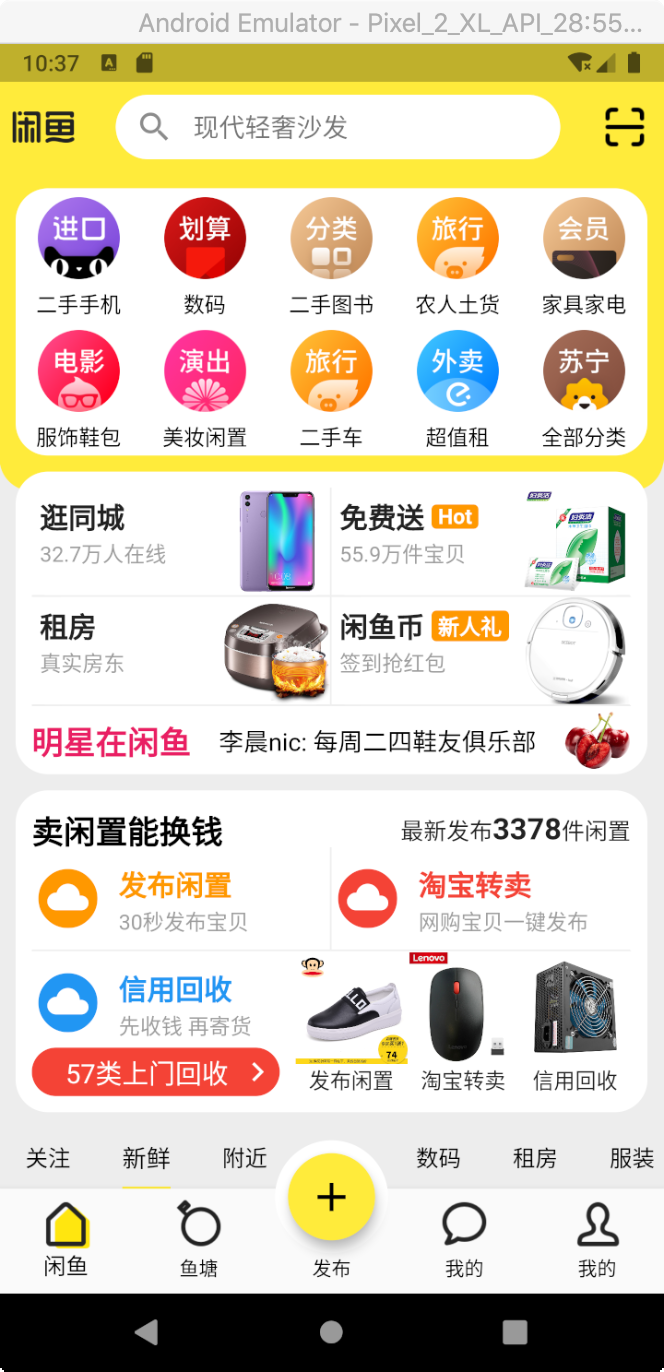 Android Emulator - Pixel_2_XL_API_28:55...
10:37
闲鱼
现代轻奢沙发
进口 划算 分类 旅行 会员
二手手机 数码 二手图书 农人土货 家具家电
电影 演出 旅行 外卖 苏宁
服饰鞋包 美妆闲置 二手车 超值租 全部分类
逛同城
32.7万人在线
免费送 Hot
55.9万件宝贝
租房
真实房东
闲鱼币 新人礼
签到抢红包
明星在闲鱼 李晨nic: 每周二四鞋友俱乐部
卖闲置能换钱 最新发布3378件闲置
发布闲置
30秒发布宝贝
淘宝转卖
网购宝贝一键发布
信用回收
先收钱 再寄货
57类上门回收
74
发布闲置
Lenovo
淘宝转卖
信用回收
关注 新鲜 附近 数码 租房 服装
闲鱼 鱼塘 发布 我的 我的